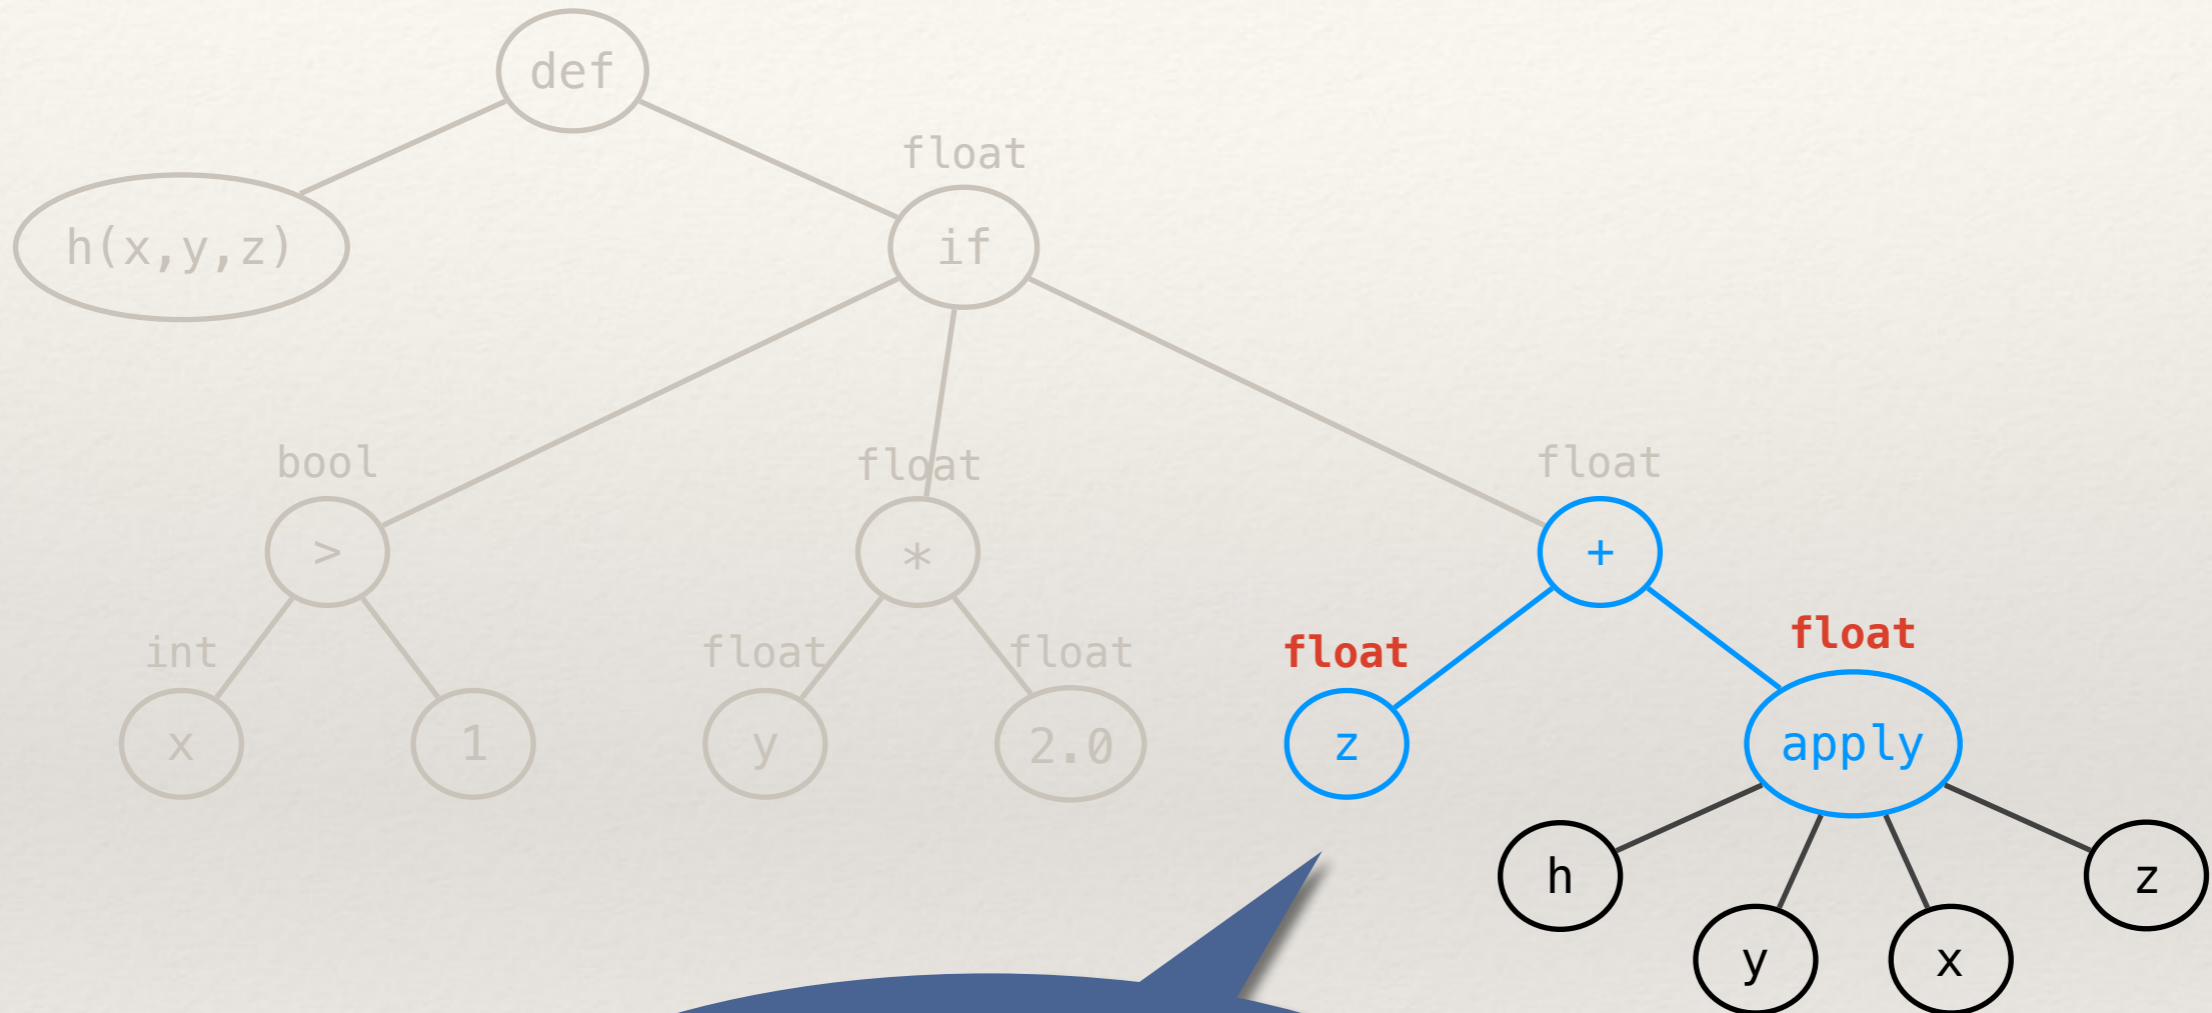 def
float
h(x,y,z)
if
bool
float
float
>
*
+
int
float
float
float
float
x
1
y
2.0
z
apply
h
z
y
x